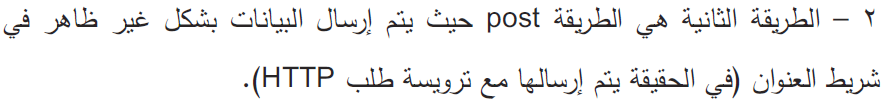 ٢ – الطريقة الثانية هي الطريقة post حيث يتم إرسال البيانات بشكل غير ظاهر في
شريط العنوان (في الحقيقة يتم إرسالها مع ترويسة طلب HTTP).